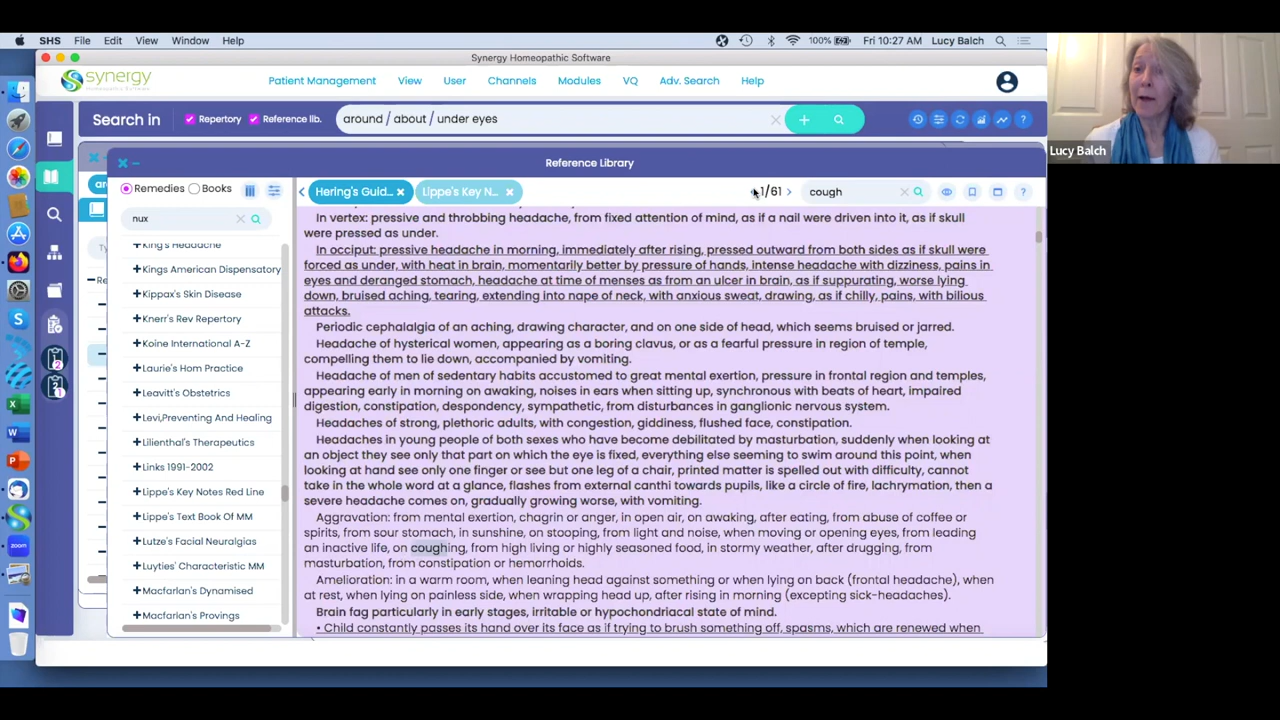 SHS File Edit View Window Help 100% Fri 10:27 AM Lucy Balch
Synergy Homeopathic Software
synergy
Homeopathic Software
Patient Management View User Channels Modules VQ Adv. Search Help
Search in Repertory Reference lib. around / about / under eyes
Reference Library
Remedies Books
Hering's Guid... Lippe's Key N... 1/61 cough
nux
King's Headache
Kings American Dispensatory
Kippax's Skin Disease
Knerr's Rev Repertory
Koine International A-Z
Laurie's Hom Practice
Leavitt's Obstetrics
Levi,Preventing And Healing
Lilienthal's Therapeutics
Links 1991-2002
Lippe's Key Notes Red Line
Lippe's Text Book Of MM
Lutze's Facial Neuralgias
Luyties' Characteristic MM
Macfarlan's Dynamised
Macfarlan's Provings
In vertex: pressive and throbbing headache, from fixed attention of mind, as if a nail were driven into it, as if skull
were pressed as under.
In occiput: pressive headache in morning, immediately after rising, pressed outward from both sides as if skull were
forced as under, with heat in brain, momentarily better by pressure of hands, intense headache with dizziness, pains in
eyes and deranged stomach, headache at time of menses as from an ulcer in brain, as if suppurating, worse lying
down, bruised aching, tearing, extending into nape of neck, with anxious sweat, drawing, as if chilly, pains, with bilious
attacks.
Periodic cephalalgia of an aching, drawing character, and on one side of head, which seems bruised or jarred.
Headache of hysterical women, appearing as a boring clavus, or as a fearful pressure in region of temple,
compelling them to lie down, accompanied by vomiting.
Headache of men of sedentary habits accustomed to great mental exertion, pressure in frontal region and temples,
appearing early in morning on awaking, noises in ears when sitting up, synchronous with beats of heart, impaired
digestion, constipation, despondency, sympathetic, from disturbances in ganglionic nervous system.
Headaches of strong, plethoric adults, with congestion, giddiness, flushed face, constipation.
Headaches in young people of both sexes who have become debilitated by masturbation, suddenly when looking at
an object they see only that part on which the eye is fixed, everything else seeming to swim around this point, when
looking at hand see only one finger or see but one leg of a chair, printed matter is spelled out with difficulty, cannot
take in the whole word at a glance, flashes from external canthi towards pupils, like a circle of fire, lachrymation, then a
severe headache comes on, gradually growing worse, with vomiting.
Aggravation: from mental exertion, chagrin or anger, in open air, on awaking, after eating, from abuse of coffee or
spirits, from sour stomach, in sunshine, on stooping, from light and noise, when moving or opening eyes, from leading
an inactive life, on coughing, from high living or highly seasoned food, in stormy weather, after drugging, from
masturbation, from constipation or hemorrhoids.
Amelioration: in a warm room, when leaning head against something or when lying on back (frontal headache), when
at rest, when lying on painless side, when wrapping head up, after rising in morning (excepting sick-headaches).
Brain fag particularly in early stages, irritable or hypochondriacal state of mind.
• Child constantly passes its hand over its face as if trying to brush something off, spasms, which are renewed when
Lucy Balch
zoom